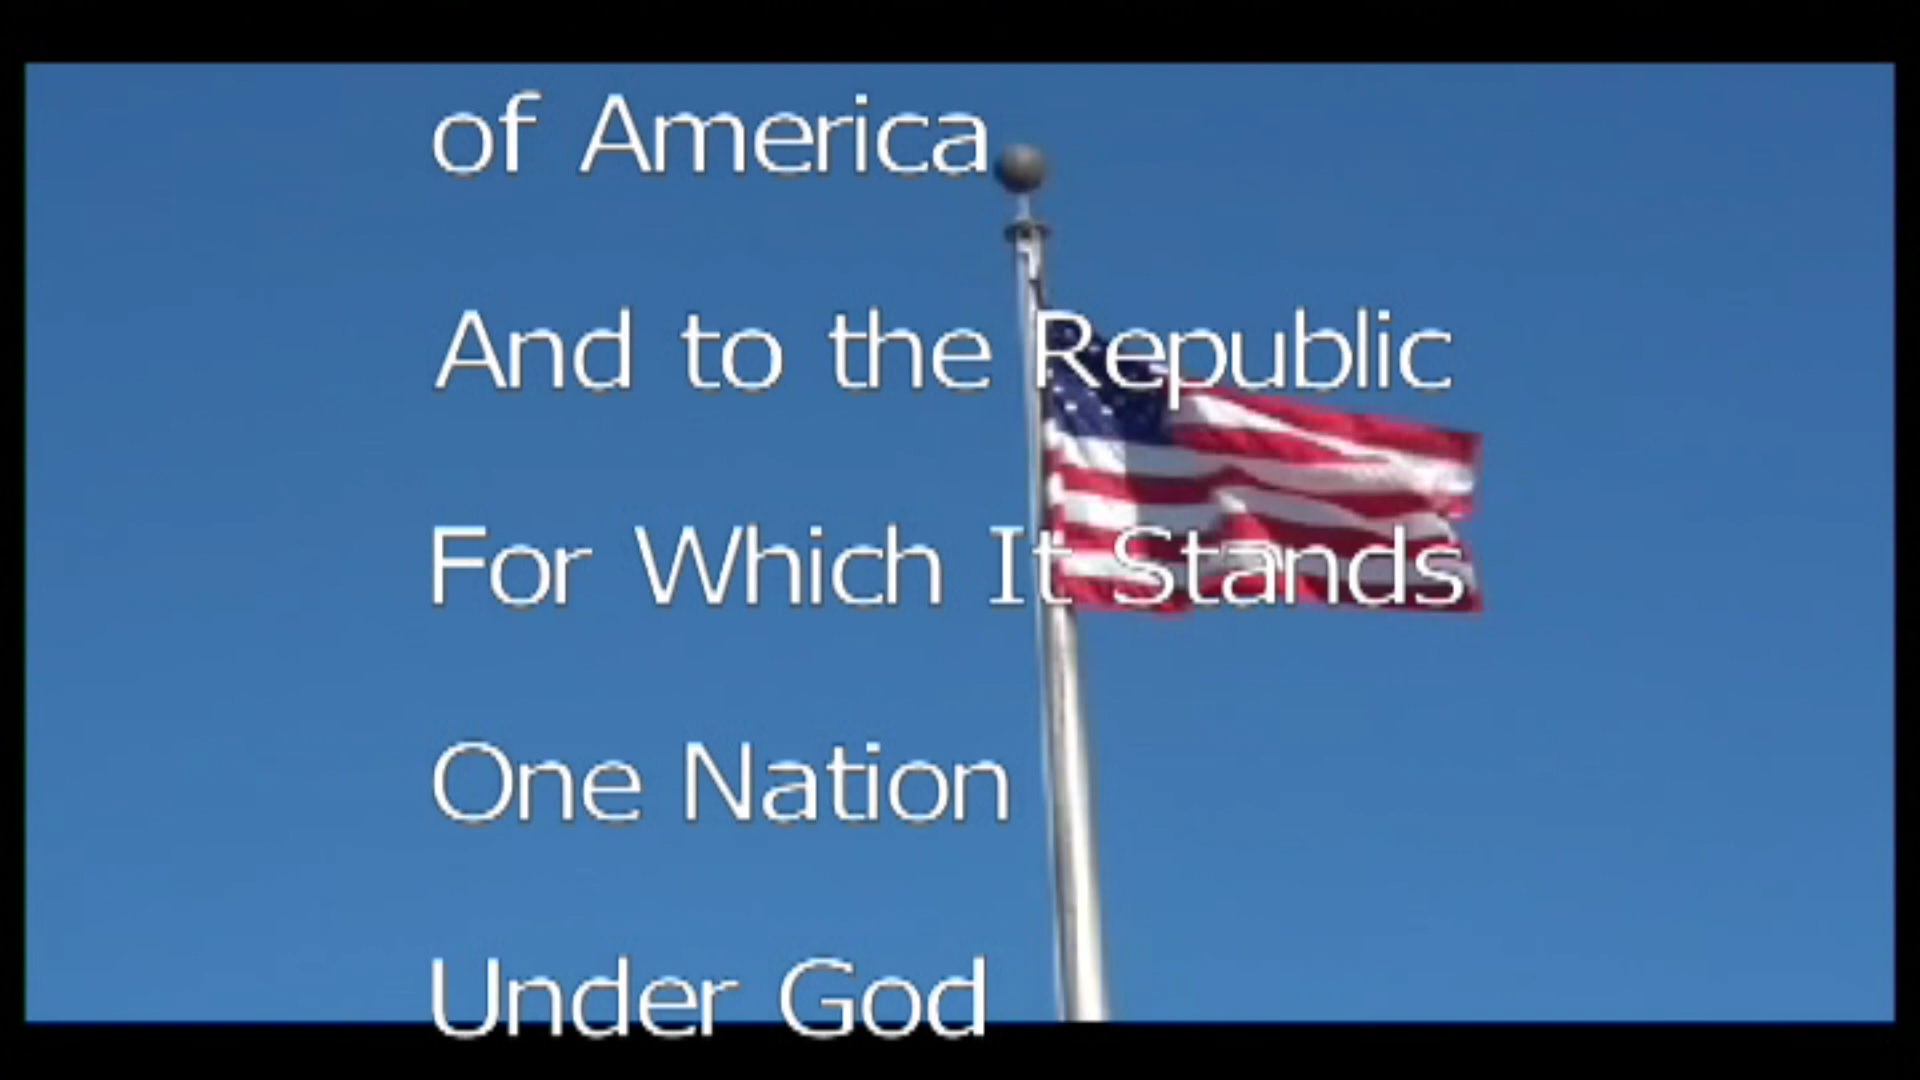 of America
And to the Republic
For Which It Stands
One Nation
Under God